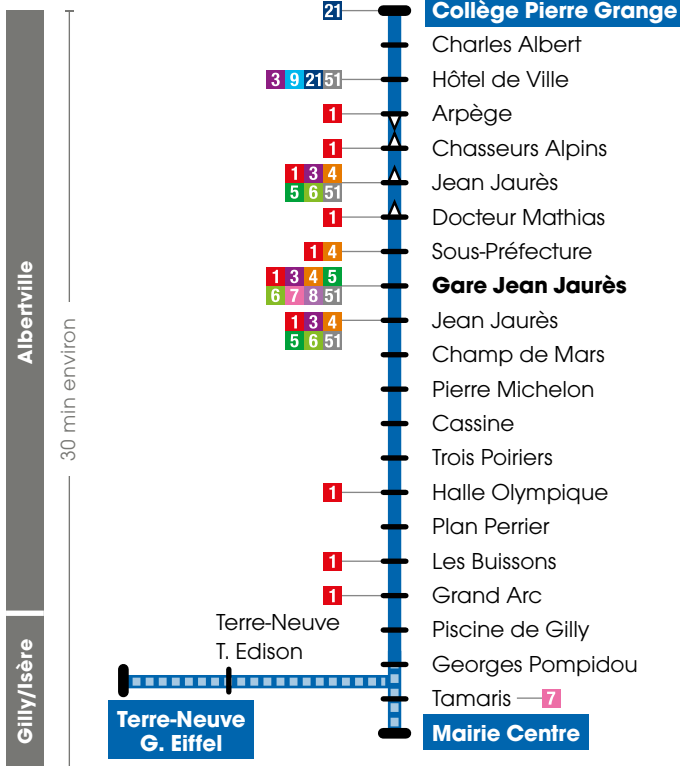 21 Collège Pierre Grange
Charles Albert
3 9 21 51 Hôtel de Ville
1 Arpège
1 Chasseurs Alpins
1 3 4
5 6 51
Jean Jaurès
1 Docteur Mathias
1 4 Sous-Préfecture
1 3 4 5
6 7 8 51
Gare Jean Jaurès
1 3 4
5 6 51
Jean Jaurès
Champ de Mars
Pierre Michelon
Cassine
Trois Poiriers
1 Halle Olympique
Plan Perrier
1 Les Buissons
1 Grand Arc
Piscine de Gilly
Georges Pompidou
Tamaris 7
Mairie Centre
Terre-Neuve
T. Edison
Terre-Neuve
G. Eiffel
Albertville
Gilly/Isère
30 min environ